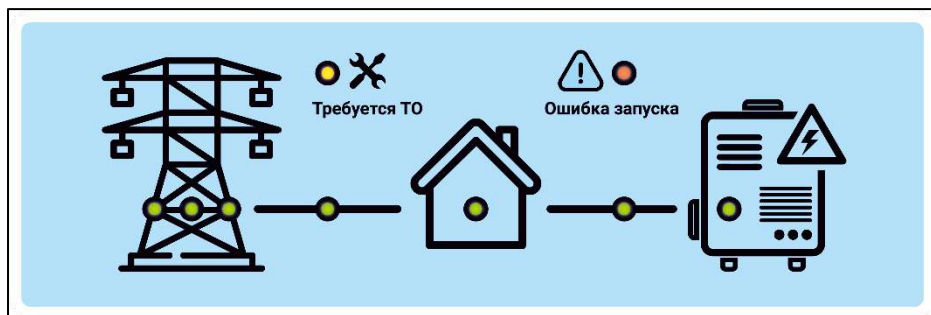 Требуется ТО
Ошибка запуска